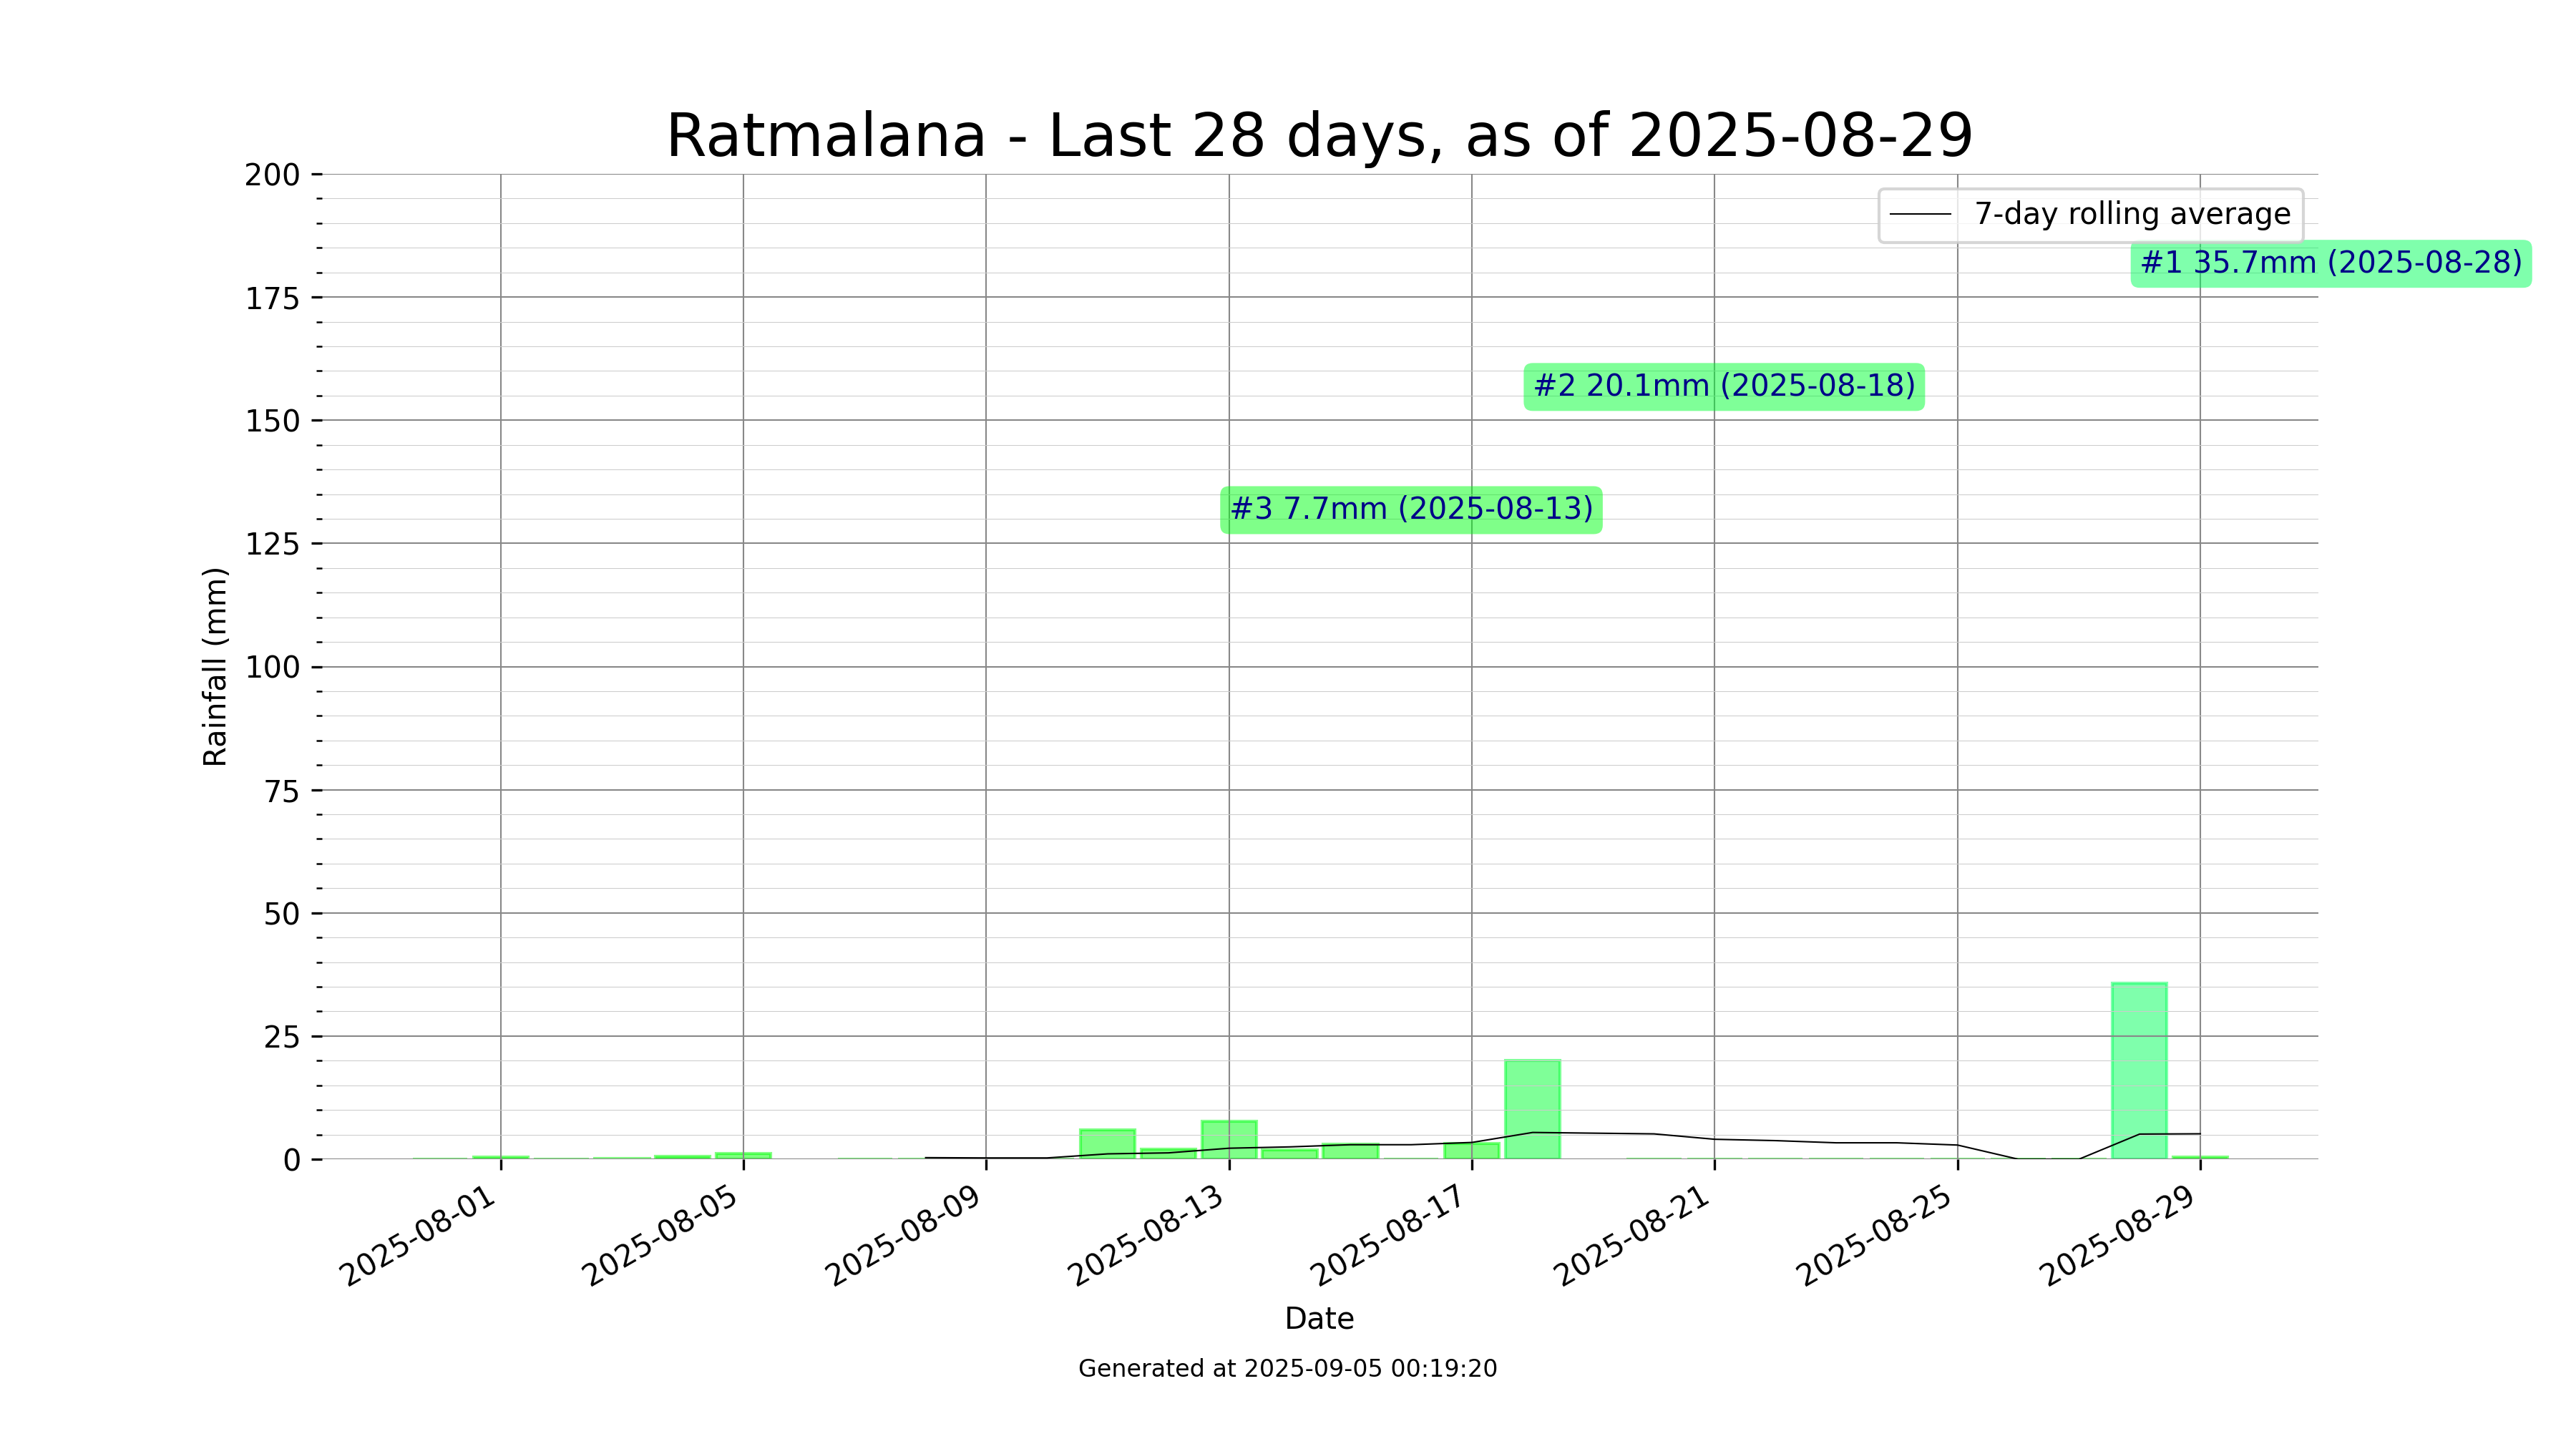 Ratmalana - Last 28 days, as of 2025-08-29
200
175
150
125
100
75
50
25
0
Rainfall (mm)
7-day rolling average
#1 35.7mm (2025-08-28)
#2 20.1mm (2025-08-18)
#3 7.7mm (2025-08-13)
2025-08-01
2025-08-05
2025-08-09
2025-08-13
2025-08-17
2025-08-21
2025-08-25
2025-08-29
Date
Generated at 2025-09-05 00:19:20